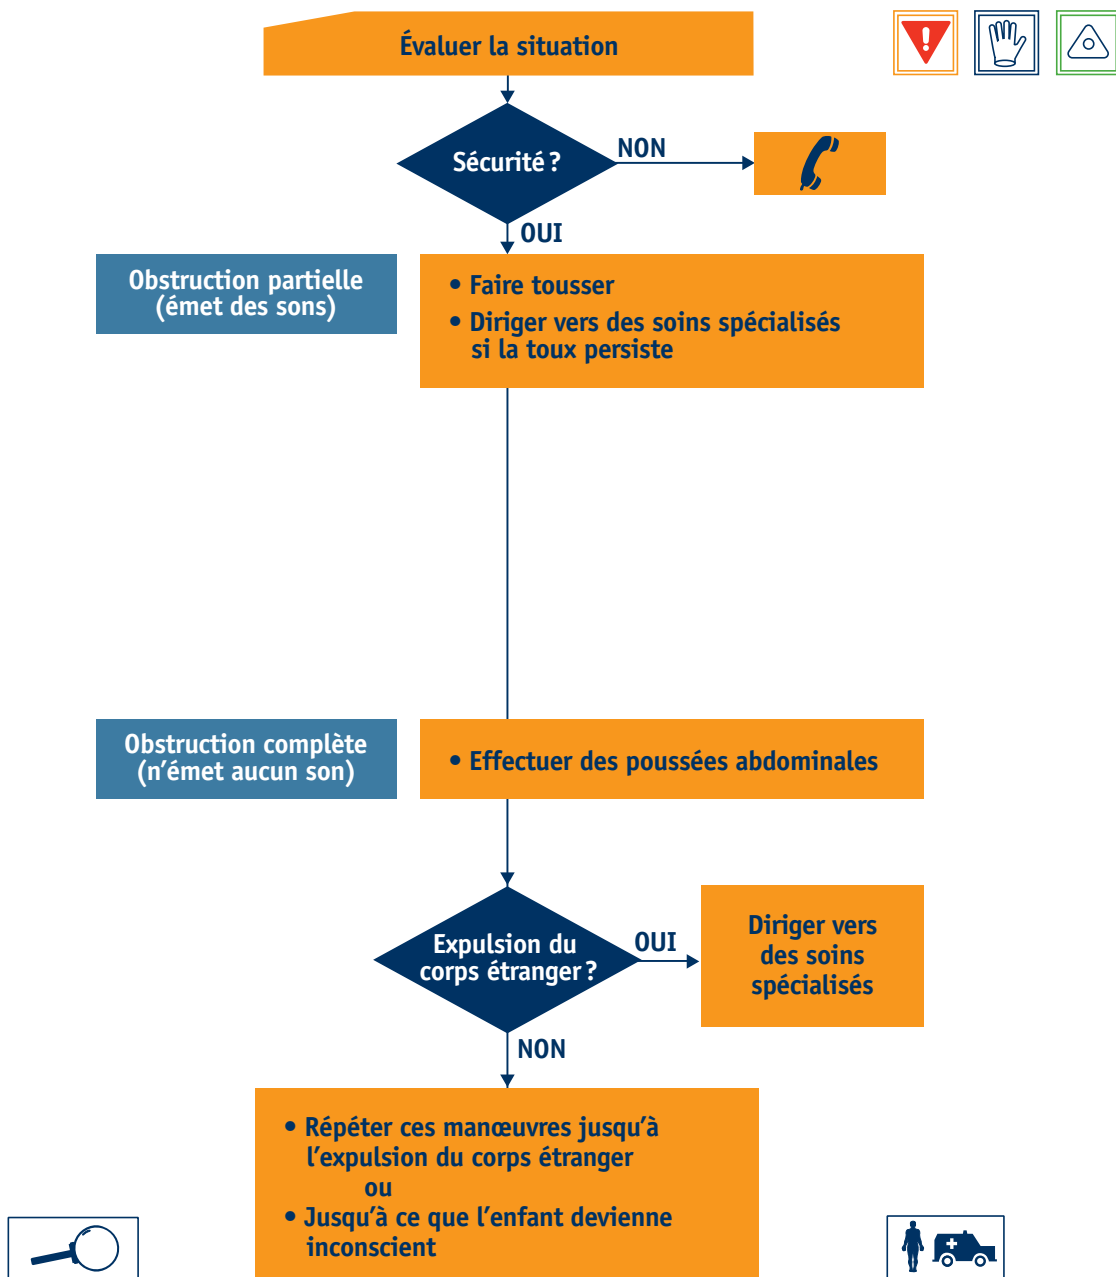 Évaluer la situation
Sécurité ?
NON
OUI
Obstruction partielle
(émet des sons)
• Faire tousser
• Diriger vers des soins spécialisés
si la toux persiste
Obstruction complète
(n’émet aucun son)
• Effectuer des poussées abdominales
Expulsion du
corps étranger ?
OUI
Diriger vers
des soins
spécialisés
NON
• Répéter ces manœuvres jusqu’à
l’expulsion du corps étranger
ou
• Jusqu’à ce que l’enfant devienne
inconscient